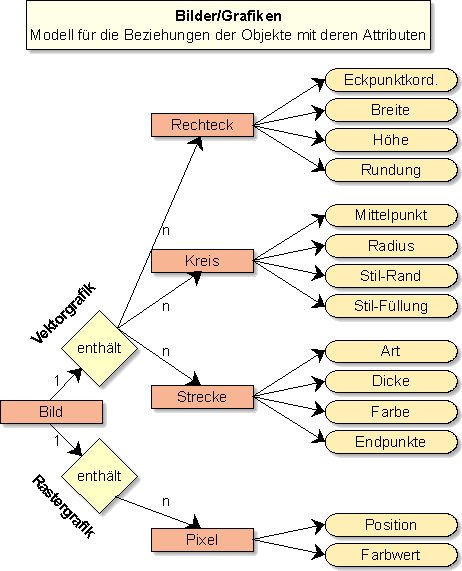 Bilder/Grafiken
Modell für die Beziehungen der Objekte mit deren Attributen
Rechteck
Eckpunktkord.
Breite
Höhe
Rundung
n
Kreis
Mittelpunkt
Radius
Stil-Rand
Stil-Füllung
n
Vektorgrafik
enthält
n
Strecke
Art
Dicke
Farbe
Endpunkte
1
Bild
1
enthält
Rastergrafik
n
Pixel
Position
Farbwert